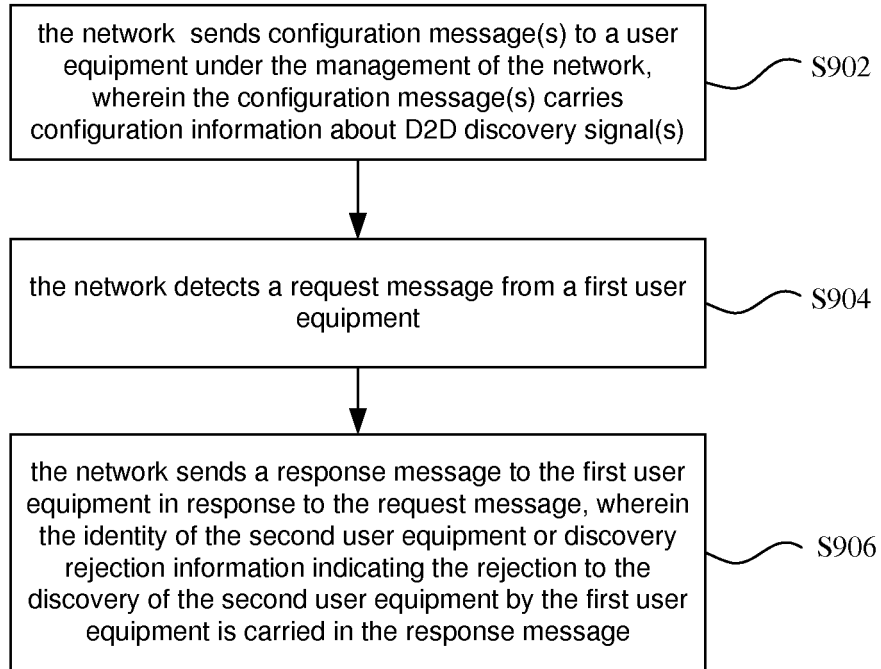 the network sends configuration message(s) to a user
equipment under the management of the network,
wherein the configuration message(s) carries
configuration information about D2D discovery signal(s)
S902
the network detects a request message from a first user
equipment
S904
the network sends a response message to the first user
equipment in response to the request message, wherein
the identity of the second user equipment or discovery
rejection information indicating the rejection to the
discovery of the second user equipment by the first user
equipment is carried in the response message
S906